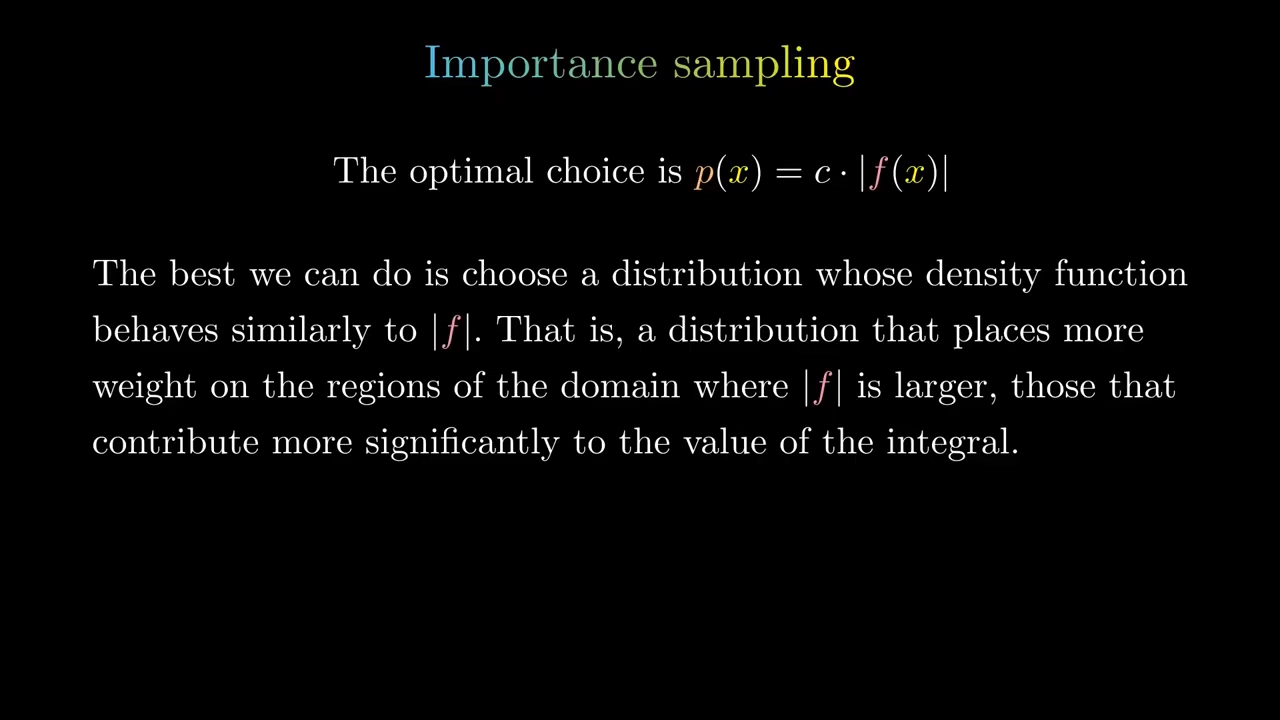 Importance sampling
The optimal choice is p(x) = c · |f(x)|
The best we can do is choose a distribution whose density function
behaves similarly to |f|. That is, a distribution that places more
weight on the regions of the domain where |f| is larger, those that
contribute more significantly to the value of the integral.